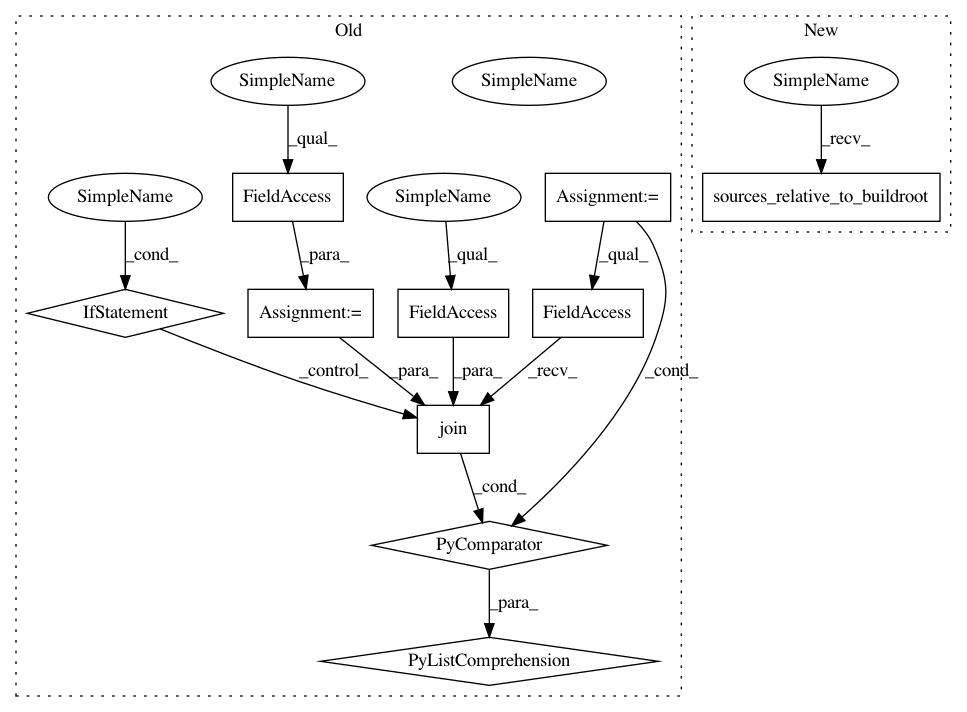 Old
New
SimpleName
SimpleName
SimpleName
_qual_
_recv_
SimpleName
FieldAccess
SimpleName
Assignment:=
sources_relative_to_buildroot
_cond_
_para_
_qual_
_qual_
IfStatement
Assignment:=
FieldAccess
FieldAccess
_control_
_para_
_para_
_recv_
_cond_
join
_cond_
PyComparator
_para_
PyListComprehension